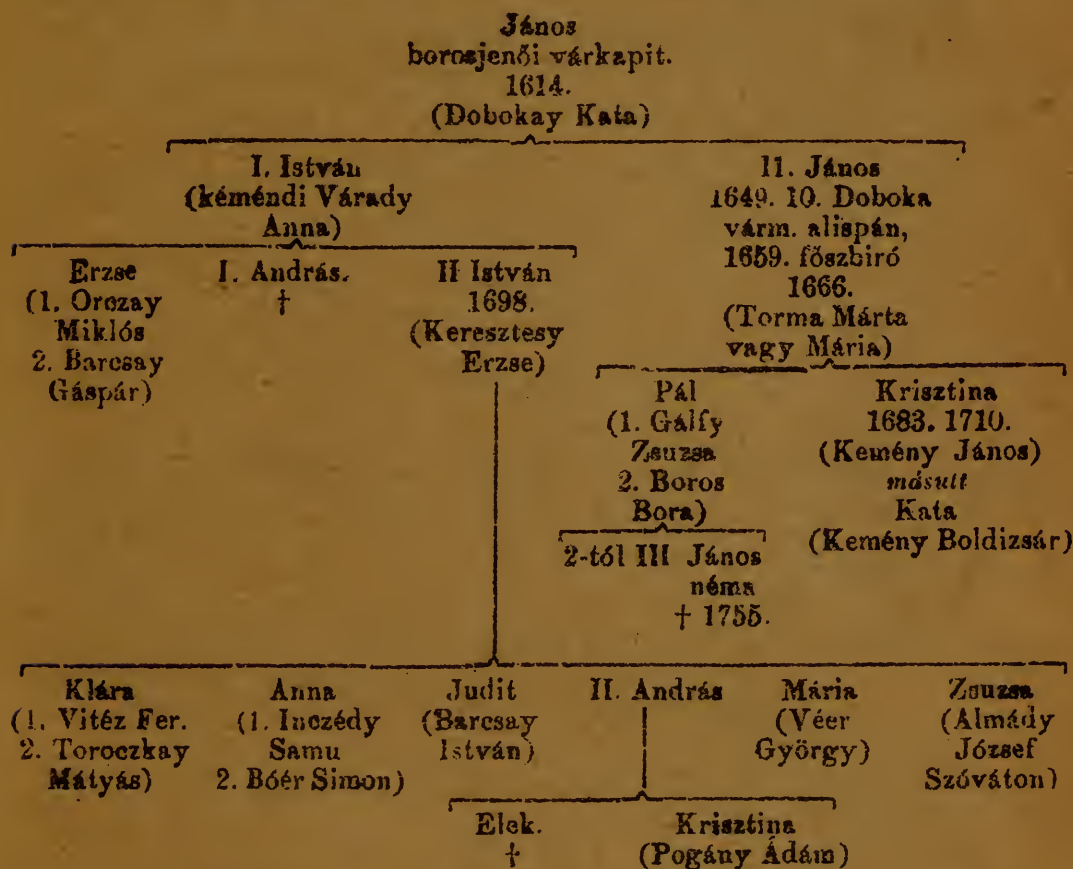 János
borosjenői várkapit.
1614.
(Dobokay Kata)
I. István
(kéméndi Várady
Anna)
11. János
1649. 10. Doboka
várm. alispán,
1659. főszbiró
1666.
(Torma Márta
vagy Mária)
Erzse
(1. Orczay
Miklós
2. Barcsay
Gáspár)
I. András.
†
II István
1698.
(Keresztesy
Erzse)
Pál
(1. Gálfy
Zsuzsa
2. Boros
Bora)
Krisztina
1683. 1710.
(Kemény János)
másutt
Kata
(Kemény Boldizsár)
2-tól III János
néma
† 1755.
Klára
(1. Vitéz Fer.
2. Toroczkay
Mátyás)
Anna
(1. Inczédy
Samu
2. Bóér Simon)
Judit
(Barcsay
István)
II. András
Mária
(Véer
György)
Zsuzsa
(Almády
József
Szóváton)
Elek.
†
Krisztina
(Pogány Ádám)